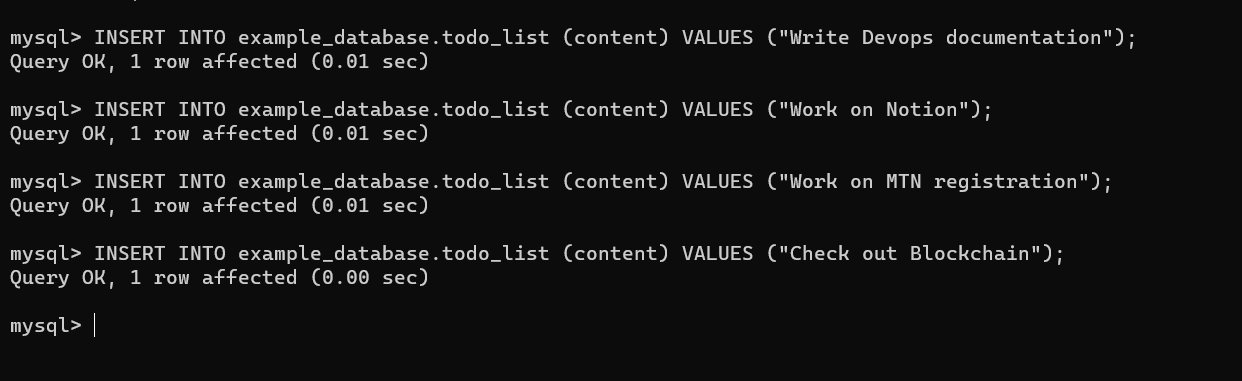 mysql> INSERT INTO example_database.todo_list (content) VALUES ("Write Devops documentation");
Query OK, 1 row affected (0.01 sec)
mysql> INSERT INTO example_database.todo_list (content) VALUES ("Work on Notion");
Query OK, 1 row affected (0.01 sec)
mysql> INSERT INTO example_database.todo_list (content) VALUES ("Work on MTN registration");
Query OK, 1 row affected (0.01 sec)
mysql> INSERT INTO example_database.todo_list (content) VALUES ("Check out Blockchain");
Query OK, 1 row affected (0.00 sec)
mysql>